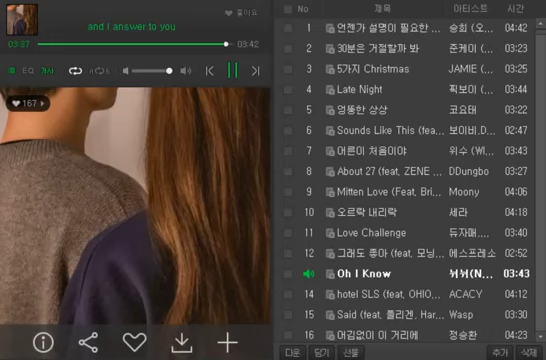 좋아요
and I answer to you
03:37
03:42
EQ 가사
A B
167
No 제목 아티스트 시간
1 언젠가 설명이 필요한 ... 승희 (오... 04:42
2 30분은 거절할까 봐 준케이 (... 03:23
3 5가지 Christmas JAMIE (... 03:25
4 Late Night 픽보이 (... 03:44
5 엉뚱한 상상 코요태 03:22
6 Sounds Like This (fea... 보이비,D... 02:47
7 어른이 처음이야 위수 (WI... 03:43
8 About 27 (feat, ZENE ... DDungbo 03:27
9 Mitten Love (Feat, Bri... Moony 04:06
10 오르락 내리락 세라 04:18
11 Love Challenge 듀자매.... 03:40
12 그래도 좋아 (feat, 모닝... 에스프레소 02:52
Oh I Know 뉘뉘(N... 03:43
14 hotel SLS (feat, OHIO,... ACACY 04:12
15 Said (feat, 플리겐, Har... Wasp 03:30
16 어김없이 이 거리에 정승환 04:23
다운 담기 선물 추가 삭제